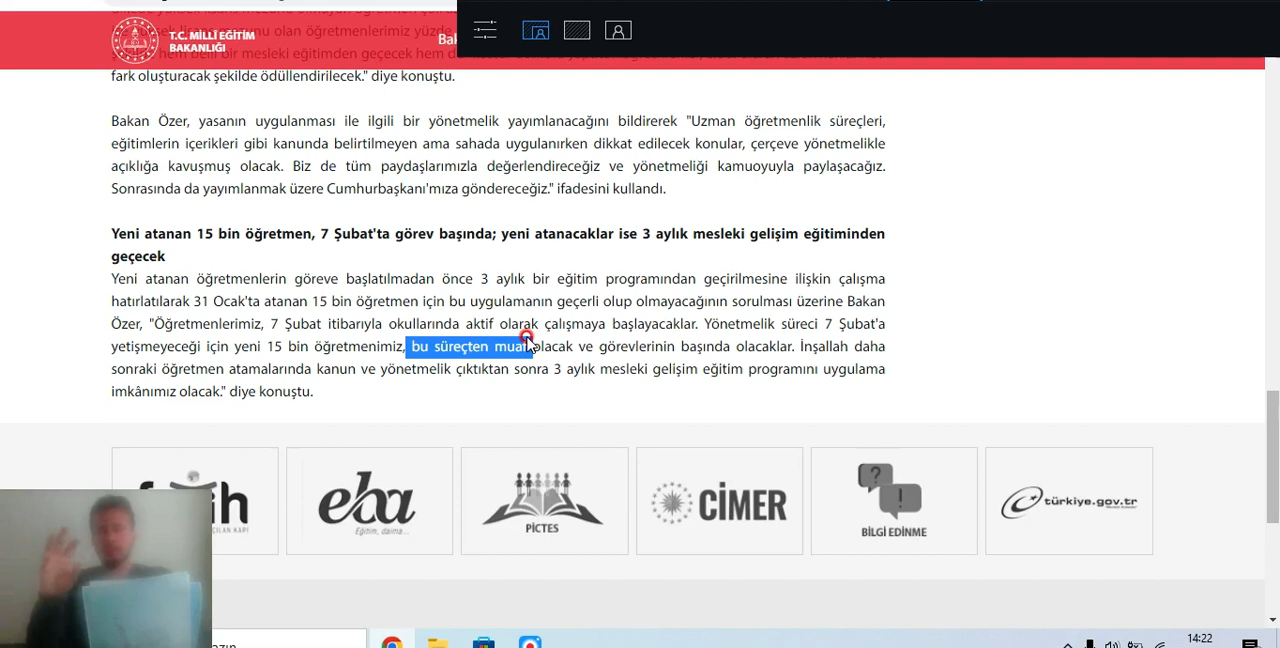 T.C. MİLLÎ EĞİTİM
BAKANLIĞI
Bak
fark oluşturacak şekilde ödüllendirilecek." diye konuştu.
Bakan Özer, yasanın uygulanması ile ilgili bir yönetmelik yayımlanacağını bildirerek "Uzman öğretmenlik süreçleri,
eğitimlerin içerikleri gibi kanunda belirtilmeyen ama sahada uygulanırken dikkat edilecek konular, çerçeve yönetmelikle
açıklığa kavuşmuş olacak. Biz de tüm paydaşlarımızla değerlendireceğiz ve yönetmeliği kamuoyuyla paylaşacağız.
Sonrasında da yayımlanmak üzere Cumhurbaşkanı'mıza göndereceğiz." ifadesini kullandı.
Yeni atanan 15 bin öğretmen, 7 Şubat'ta görev başında; yeni atanacaklar ise 3 aylık mesleki gelişim eğitiminden
geçecek
Yeni atanan öğretmenlerin göreve başlatılmadan önce 3 aylık bir eğitim programından geçirilmesine ilişkin çalışma
hatırlatılarak 31 Ocak'ta atanan 15 bin öğretmen için bu uygulamanın geçerli olup olmayacağının sorulması üzerine Bakan
Özer, "Öğretmenlerimiz, 7 Şubat itibarıyla okullarında aktif olarak çalışmaya başlayacaklar. Yönetmelik süreci 7 Şubat'a
yetişmeyeceği için yeni 15 bin öğretmenimiz, bu süreçten muaf olacak ve görevlerinin başında olacaklar. İnşallah daha
sonraki öğretmen atamalarında kanun ve yönetmelik çıktıktan sonra 3 aylık mesleki gelişim eğitim programını uygulama
imkânımız olacak." diye konuştu.
eba
Eğitim, daima...
PİCTES
CİMER
BİLGİ EDİNME
türkiye.gov.tr
14:22